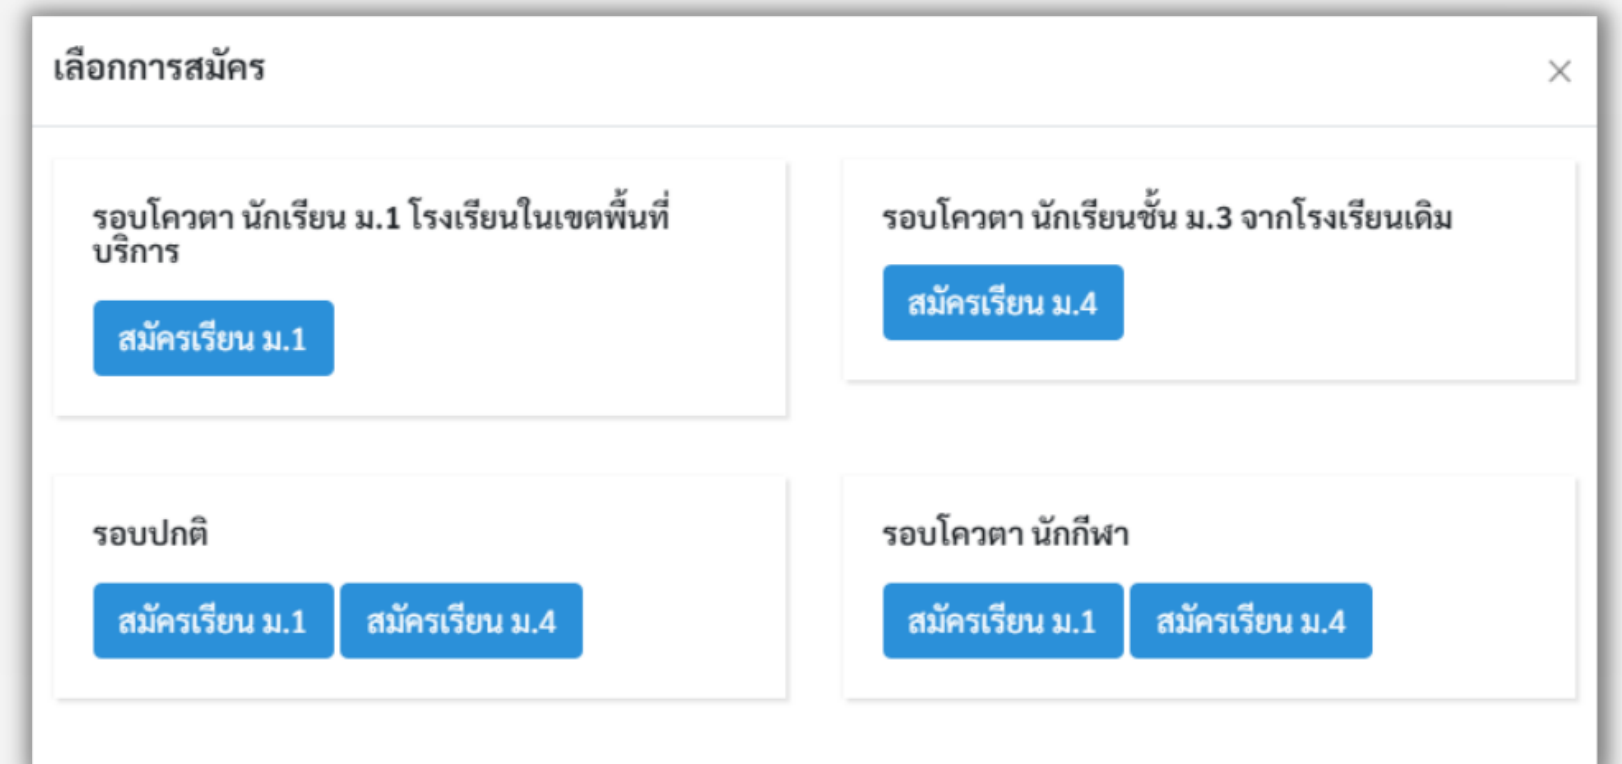 เลือกการสมัคร
รอบโควตา นักเรียน ม.1 โรงเรียนในเขตพื้นที่
บริการ
สมัครเรียน ม.1
รอบโควตา นักเรียนชั้น ม.3 จากโรงเรียนเดิม
สมัครเรียน ม.4
รอบปกติ
สมัครเรียน ม.1 สมัครเรียน ม.4
รอบโควตา นักกีฬา
สมัครเรียน ม.1 สมัครเรียน ม.4